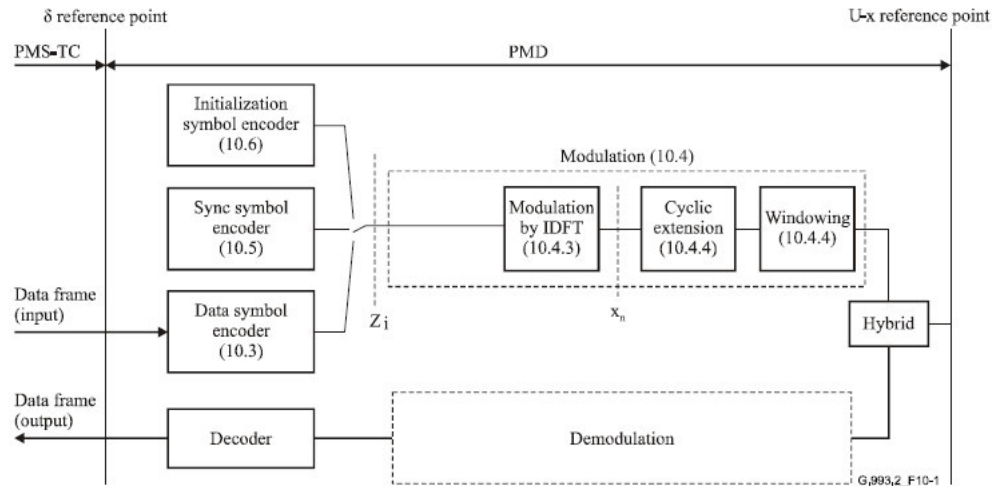 δ reference point
U-x reference point
PMS-TC
PMD
Initialization
symbol encoder
(10.6)
Modulation (10.4)
Sync symbol
encoder
(10.5)
Modulation
by IDFT
(10.4.3)
Cyclic
extension
(10.4.4)
Windowing
(10.4.4)
Data frame
(input)
Data symbol
encoder
(10.3)
Z i
x n
Hybrid
Data frame
(output)
Decoder
Demodulation
G.993.2_F10-1